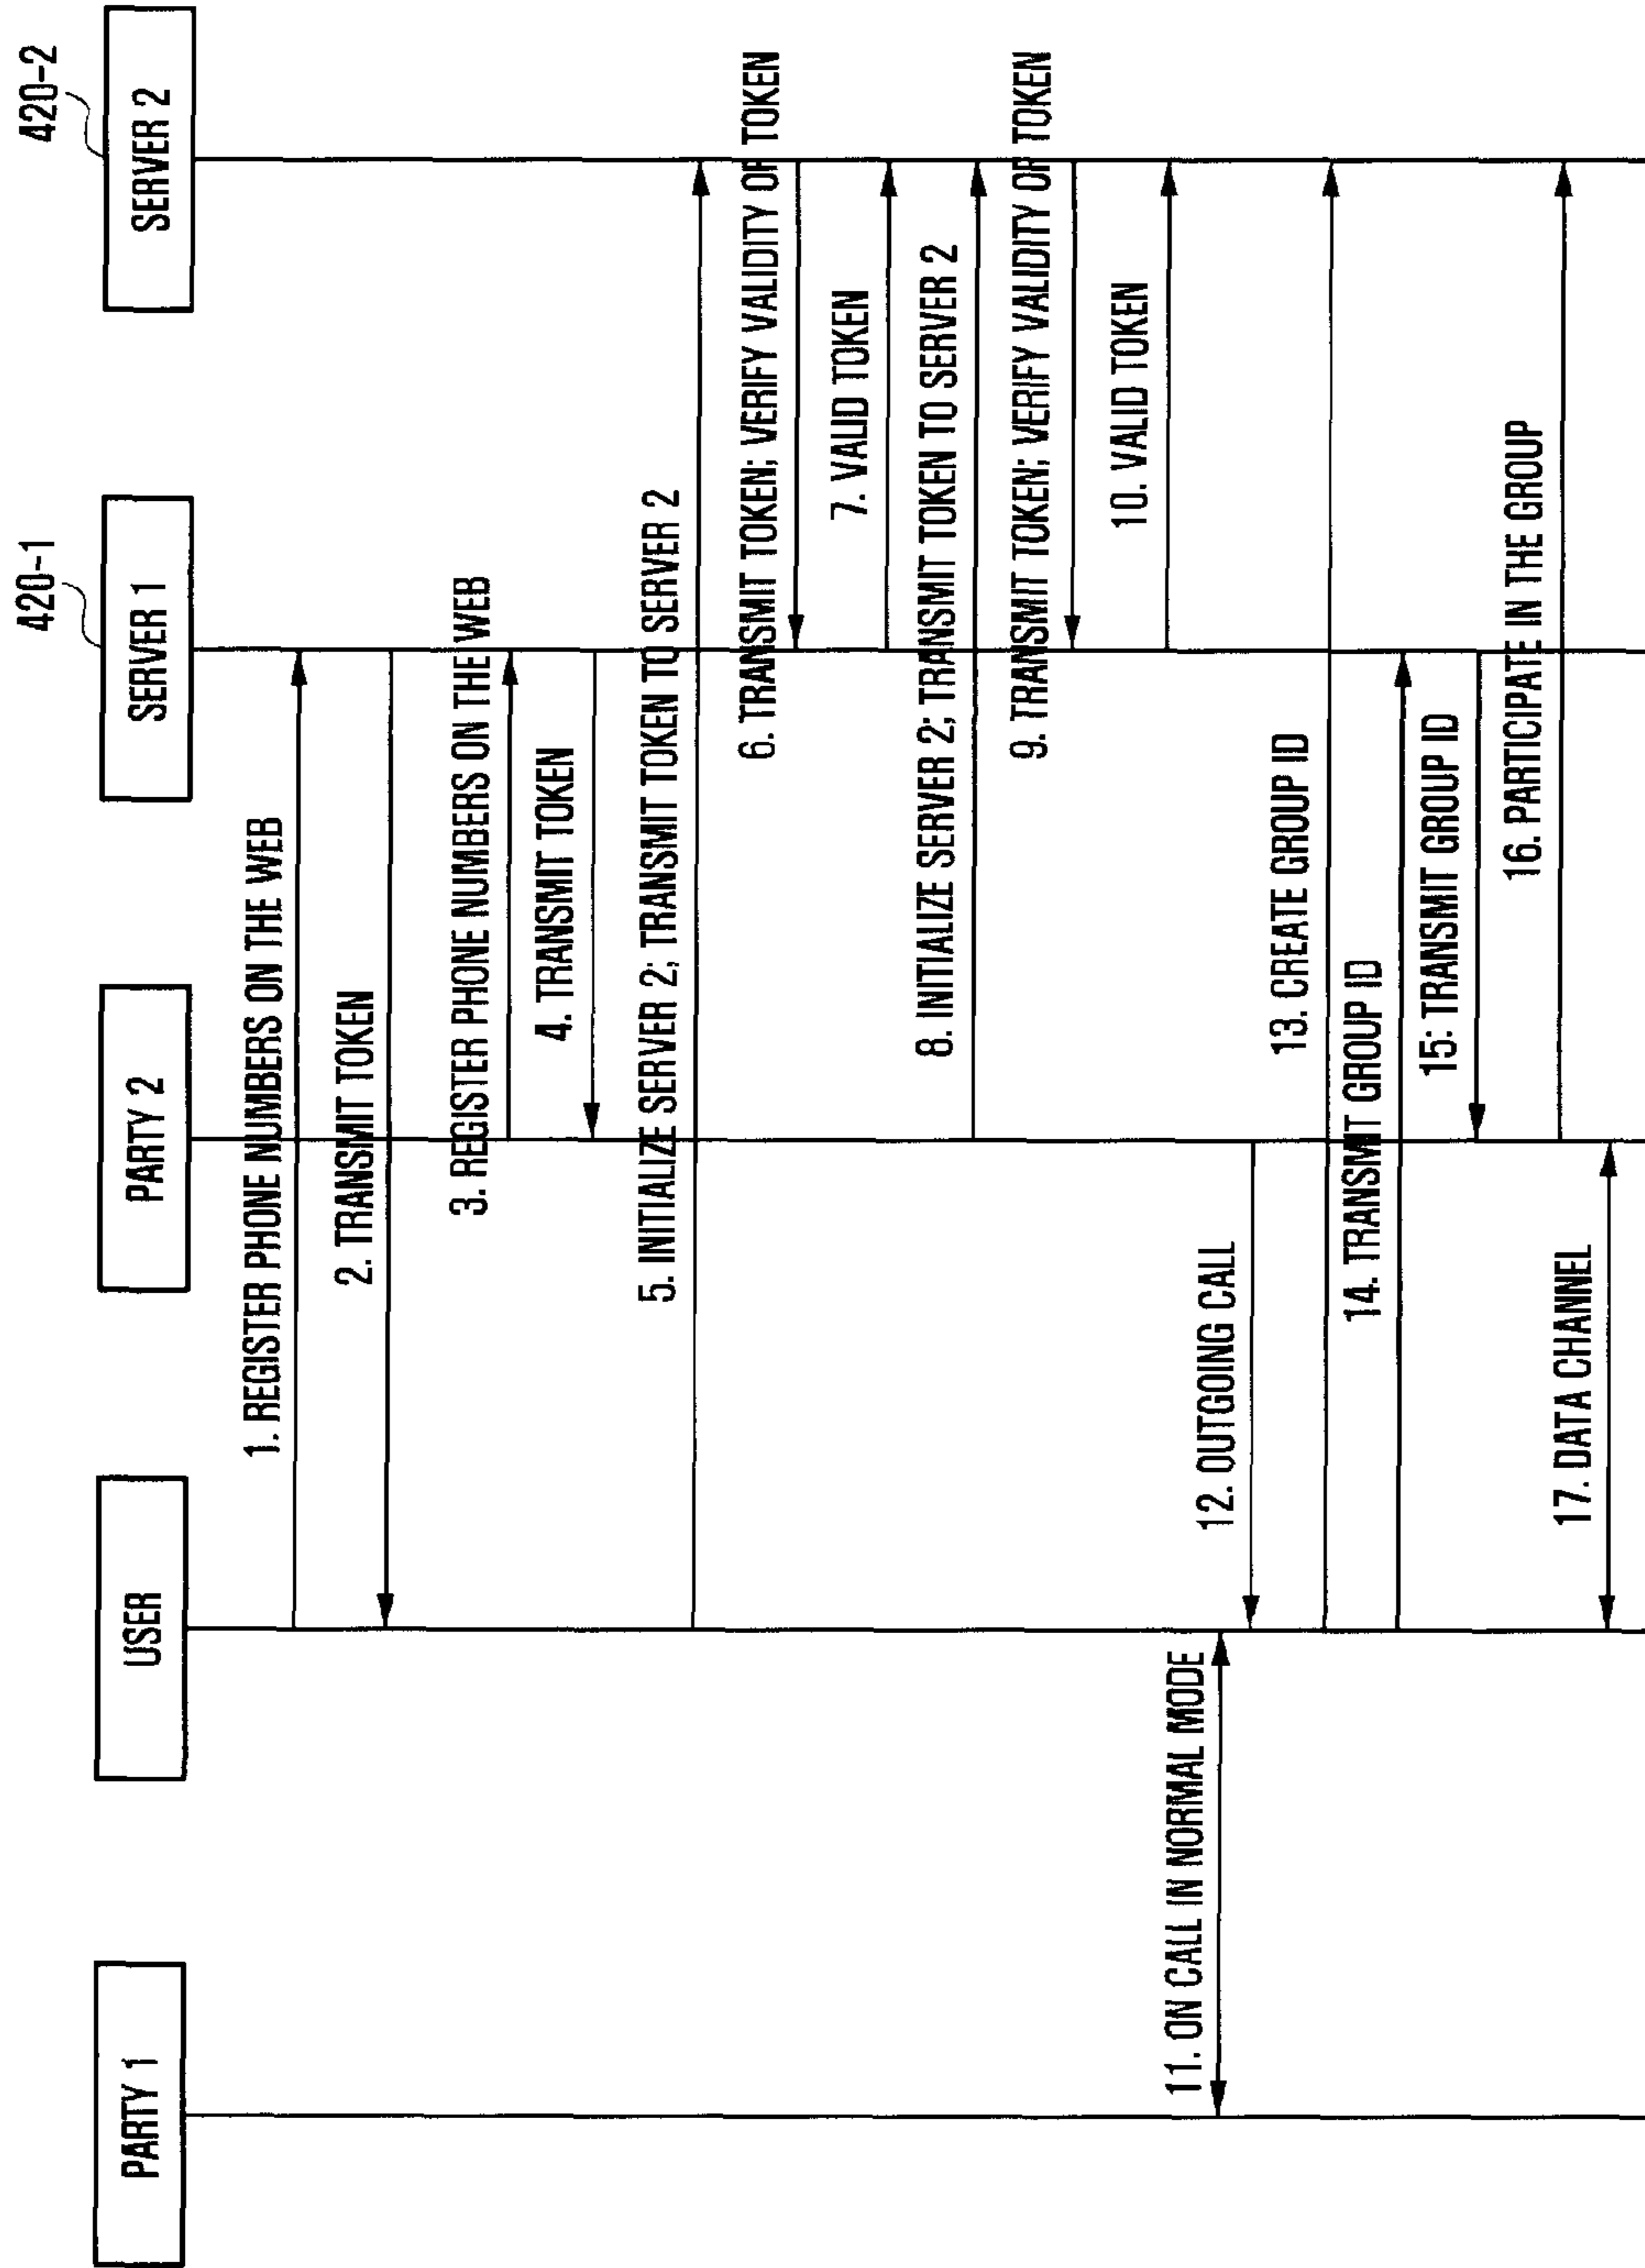 420-1
420-2
PARTY 1
USER
PARTY 2
SERVER 1
SERVER 2
1. REGISTER PHONE NUMBERS ON THE WEB
2. TRANSMIT TOKEN
3. REGISTER PHONE NUMBERS ON THE WEB
4. TRANSMIT TOKEN
5. INITIALIZE SERVER 2; TRANSMIT TOKEN TO SERVER 2
6. TRANSMIT TOKEN; VERIFY VALIDITY OF TOKEN
7. VALID TOKEN
8. INITIALIZE SERVER 2; TRANSMIT TOKEN TO SERVER 2
9. TRANSMIT TOKEN; VERIFY VALIDITY OF TOKEN
10. VALID TOKEN
11. ON CALL IN NORMAL MODE
12. OUTGOING CALL
13. CREATE GROUP ID
14. TRANSMIT GROUP ID
15: TRANSMIT GROUP ID
16. PARTICIPATE IN THE GROUP
17. DATA CHANNEL